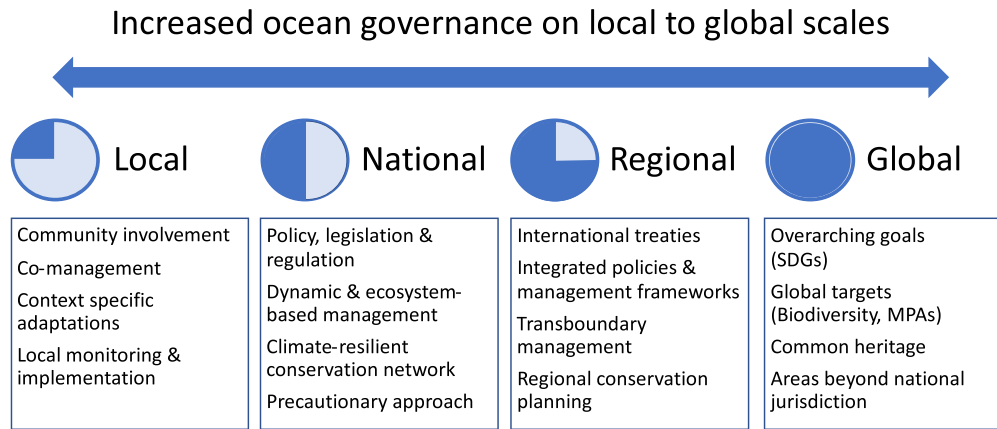 Increased ocean governance on local to global scales
Local
National
Regional
Global
Community involvement
Co-management
Context specific
adaptations
Local monitoring &
implementation
Policy, legislation &
regulation
Dynamic & ecosystem-
based management
Climate-resilient
conservation network
Precautionary approach
International treaties
Integrated policies &
management frameworks
Transboundary
management
Regional conservation
planning
Overarching goals
(SDGs)
Global targets
(Biodiversity, MPAs)
Common heritage
Areas beyond national
jurisdiction